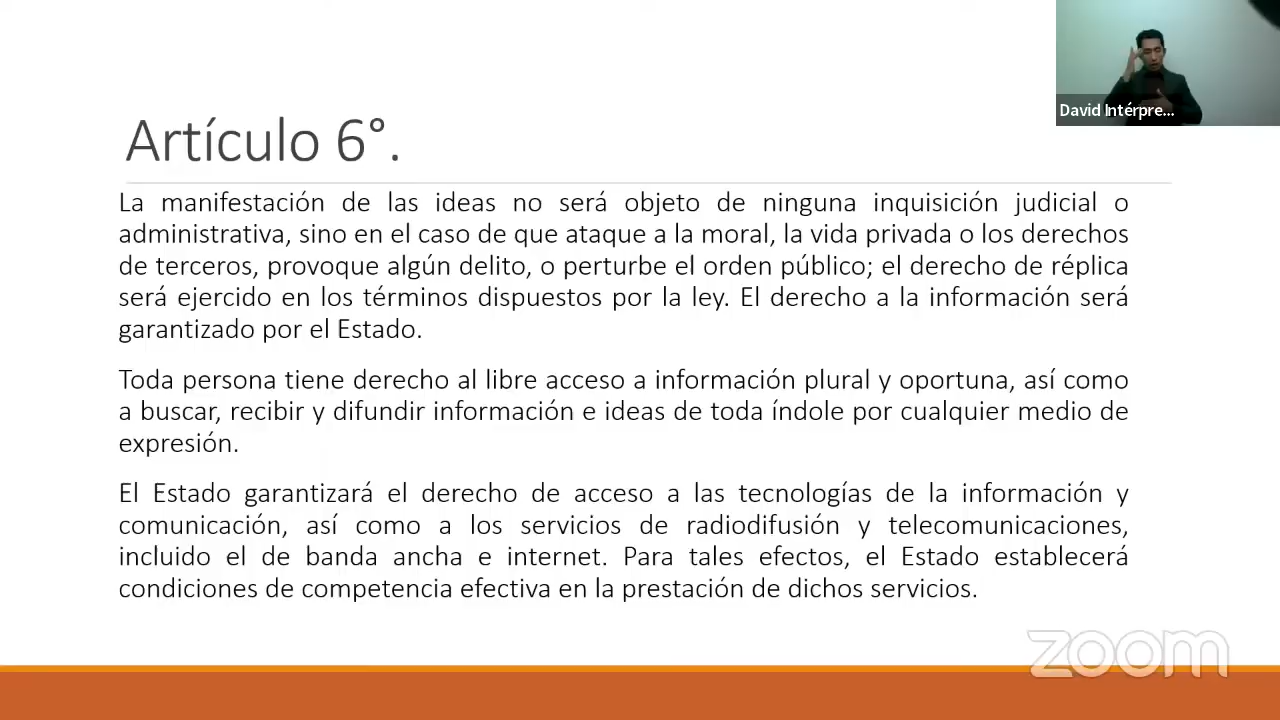 David Intérpre...
Artículo 6°.
La manifestación de las ideas no será objeto de ninguna inquisición judicial o
administrativa, sino en el caso de que ataque a la moral, la vida privada o los derechos
de terceros, provoque algún delito, o perturbe el orden público; el derecho de réplica
será ejercido en los términos dispuestos por la ley. El derecho a la información será
garantizado por el Estado.
Toda persona tiene derecho al libre acceso a información plural y oportuna, así como
a buscar, recibir y difundir información e ideas de toda índole por cualquier medio de
expresión.
El Estado garantizará el derecho de acceso a las tecnologías de la información y
comunicación, así como a los servicios de radiodifusión y telecomunicaciones,
incluido el de banda ancha e internet. Para tales efectos, el Estado establecerá
condiciones de competencia efectiva en la prestación de dichos servicios.
zoom